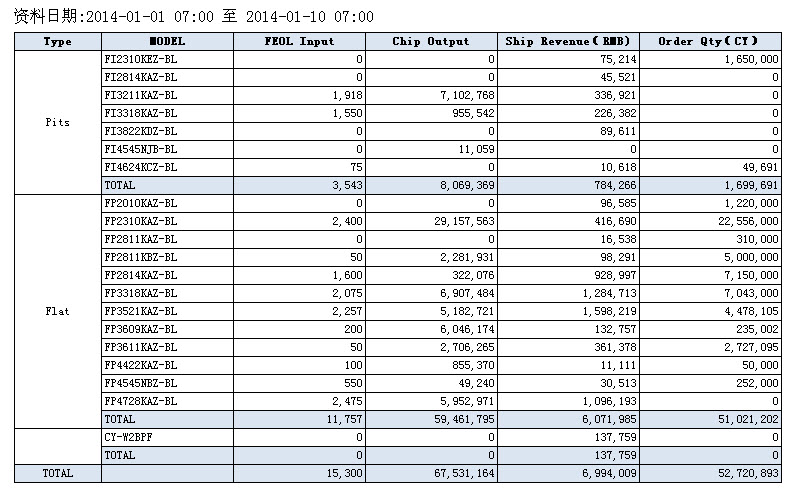 资料日期:2014-01-01 07:00 至 2014-01-10 07:00
Type MODEL FEOL Input Chip Output Ship Revenue(RMB) Order Qty(CY)
FI2310KEZ-BL 0 0 75,214 1,650,000
FI2814KAZ-BL 0 0 45,521 0
FI3211KAZ-BL 1,918 7,102,768 336,921 0
Pits FI3318KAZ-BL 1,550 955,542 226,382 0
FI3822KDZ-BL 0 0 89,611 0
FI4545NJB-BL 0 11,059 0 0
FI4624KCZ-BL 75 0 10,618 49,691
TOTAL 3,543 8,069,369 784,266 1,699,691
FP2010KAZ-BL 0 0 96,585 1,220,000
FP2310KAZ-BL 2,400 29,157,563 416,690 22,556,000
FP2811KAZ-BL 0 0 16,538 310,000
FP2811KBZ-BL 50 2,281,931 98,291 5,000,000
FP2814KAZ-BL 1,600 322,076 928,997 7,150,000
FP3318KAZ-BL 2,075 6,907,484 1,284,713 7,043,000
Flat FP3521KAZ-BL 2,257 5,182,721 1,598,219 4,478,105
FP3609KAZ-BL 200 6,046,174 132,757 235,002
FP3611KAZ-BL 50 2,706,265 361,378 2,727,095
FP4422KAZ-BL 100 855,370 11,111 50,000
FP4545NBZ-BL 550 49,240 30,513 252,000
FP4728KAZ-BL 2,475 5,952,971 1,096,193 0
TOTAL 11,757 59,461,795 6,071,985 51,021,202
CY-W2BPF 0 0 137,759 0
TOTAL 0 0 137,759 0
TOTAL 15,300 67,531,164 6,994,009 52,720,893